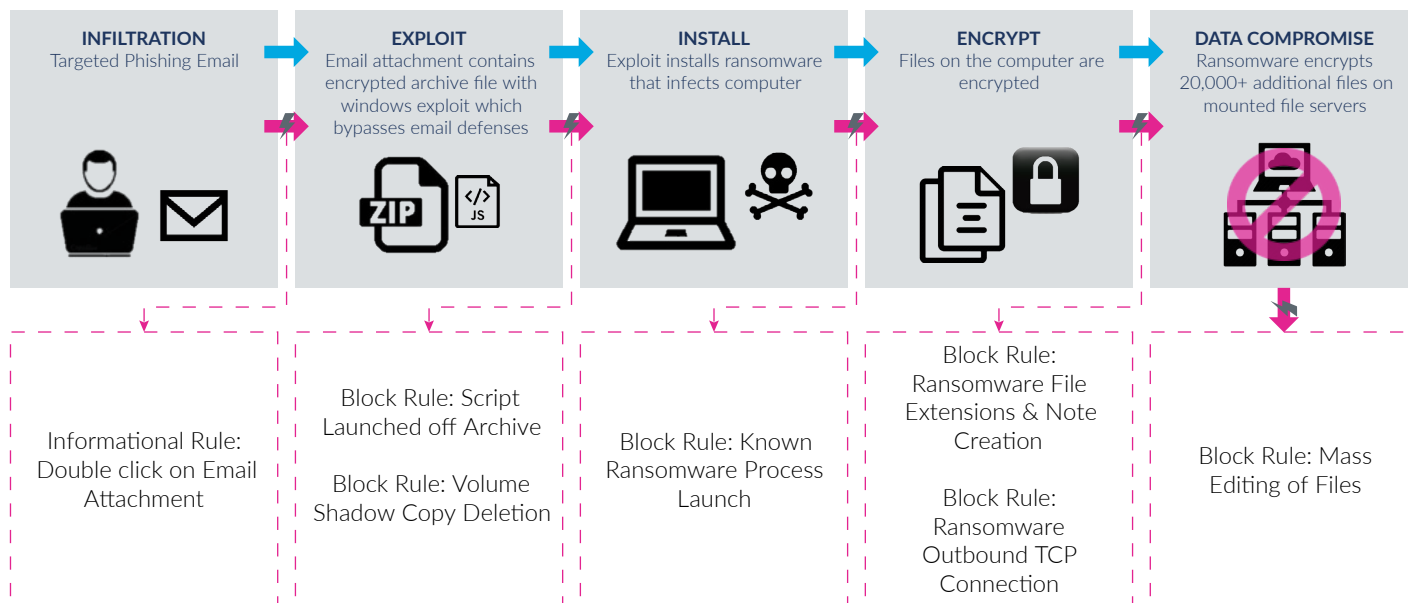 INFILTRATION
Targeted Phishing Email
EXPLOIT
Email attachment contains
encrypted archive file with
windows exploit which
bypasses email defenses
INSTALL
Exploit installs ransomware
that infects computer
ENCRYPT
Files on the computer are
encrypted
DATA COMPROMISE
Ransomware encrypts
20,000+ additional files on
mounted file servers
ZIP
</>
JS
Informational Rule:
Double click on Email
Attachment
Block Rule: Script
Launched off Archive
Block Rule: Volume
Shadow Copy Deletion
Block Rule: Known
Ransomware Process
Launch
Block Rule:
Ransomware File
Extensions & Note
Creation
Block Rule:
Ransomware
Outbound TCP
Connection
Block Rule: Mass
Editing of Files